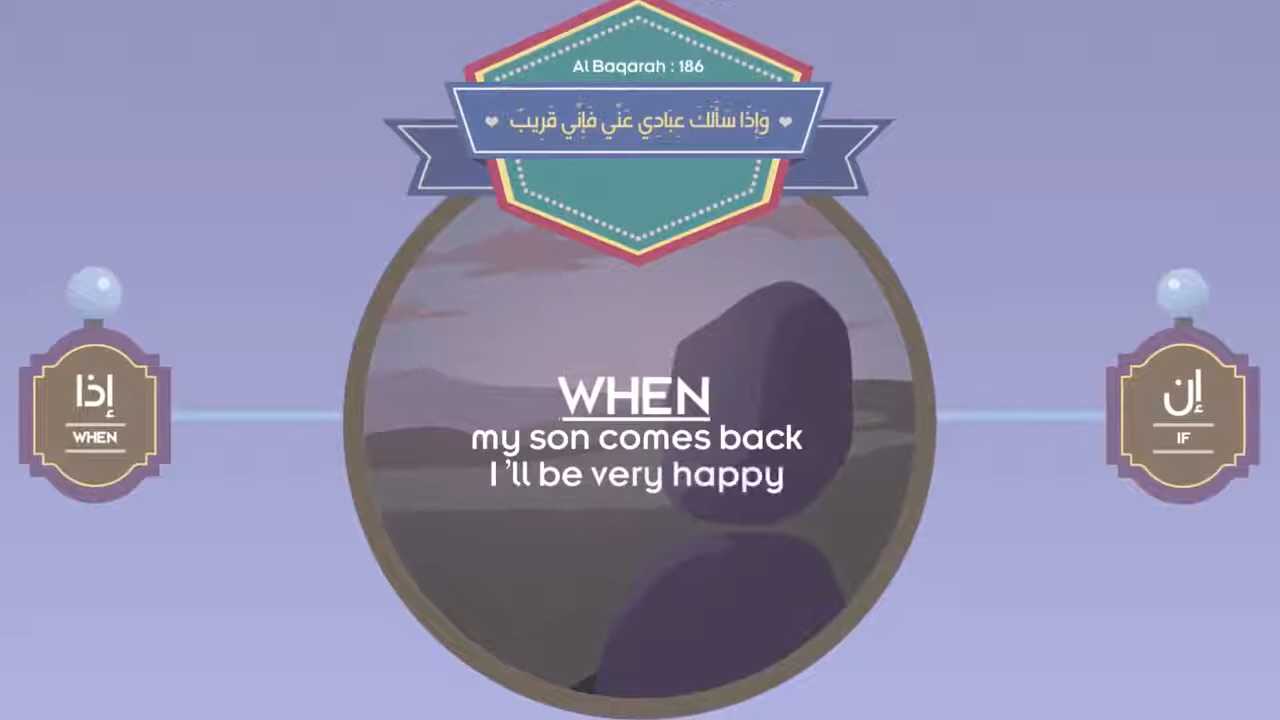 Al Baqarah : 186
❤ وَإِذَا سَأَلَكَ عِبَادِي عَنِّي فَإِنِّي قَرِيبٌ ❤
إذا
WHEN
WHEN
my son comes back
I 'll be very happy
إن
IF